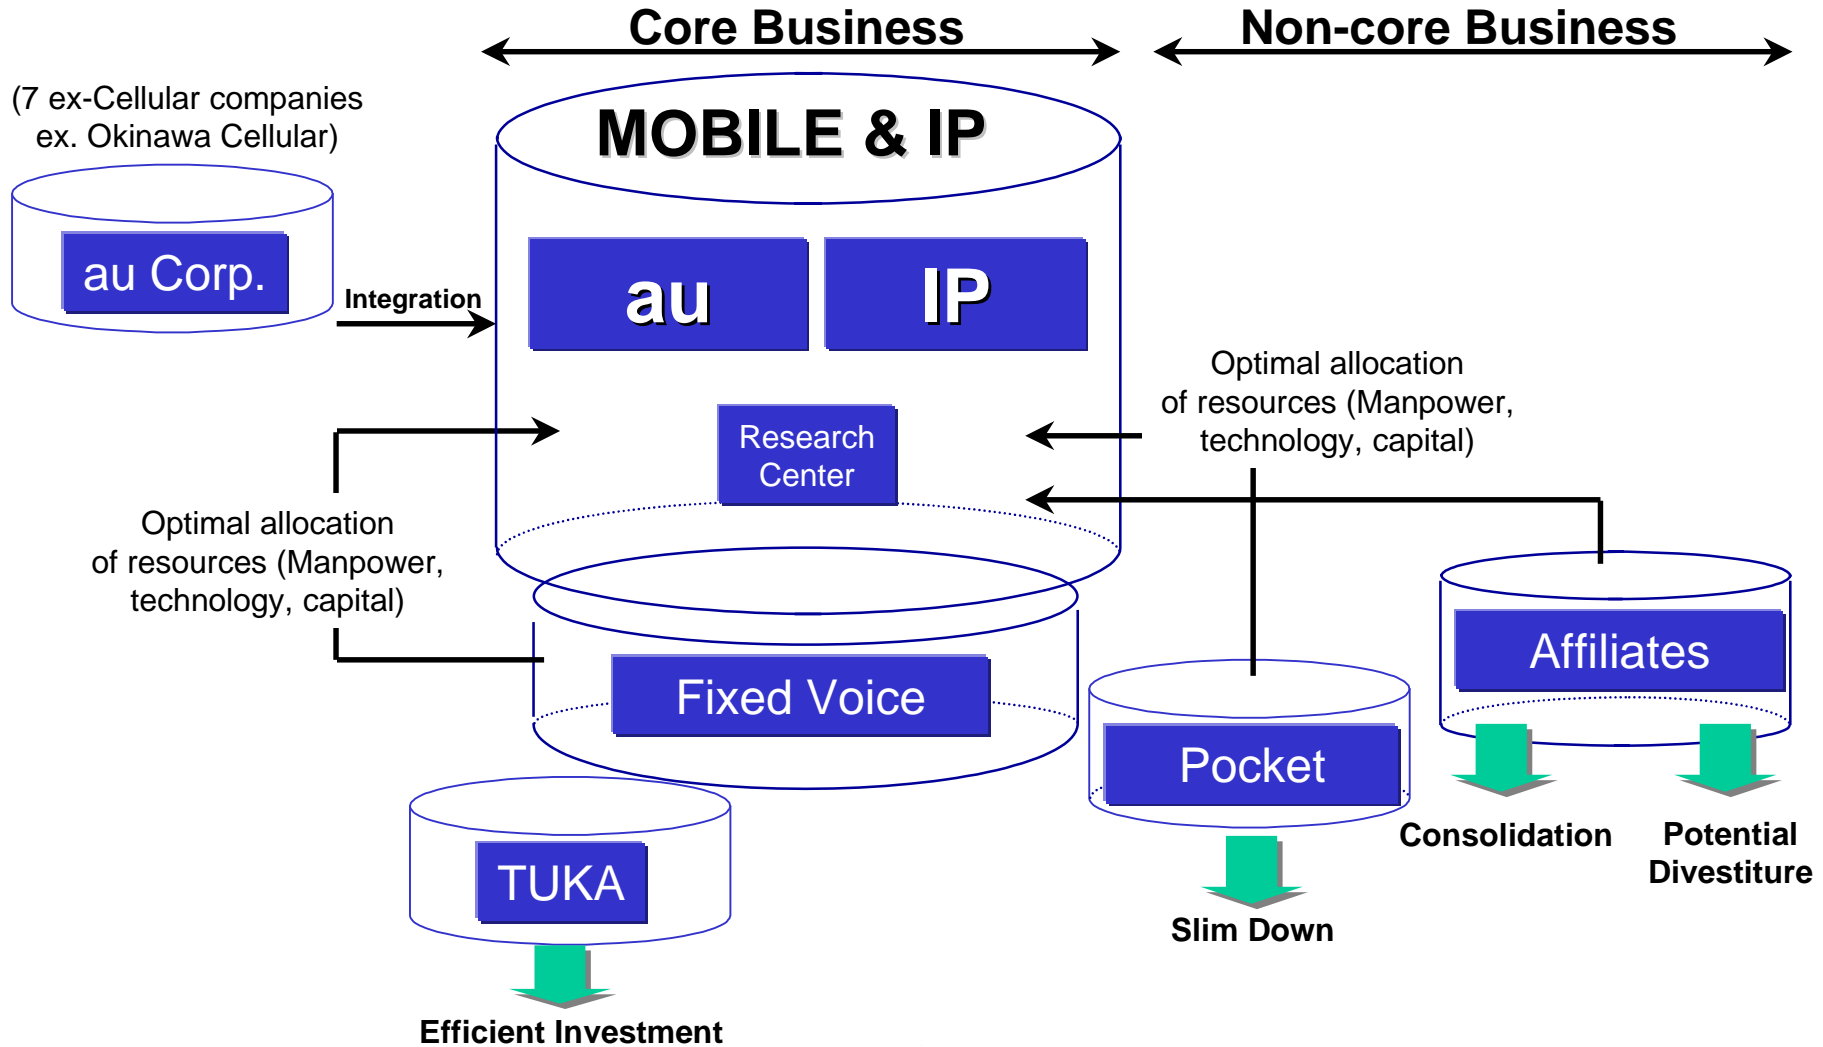 Core Business
Non-core Business
(7 ex-Cellular companies
ex. Okinawa Cellular)
MOBILE & IP
au Corp.
Integration
au
IP
Research
Center
Optimal allocation
of resources (Manpower,
technology, capital)
Optimal allocation
of resources (Manpower,
technology, capital)
Fixed Voice
Affiliates
Pocket
TUKA
Consolidation
Potential
Divestiture
Slim Down
Efficient Investment